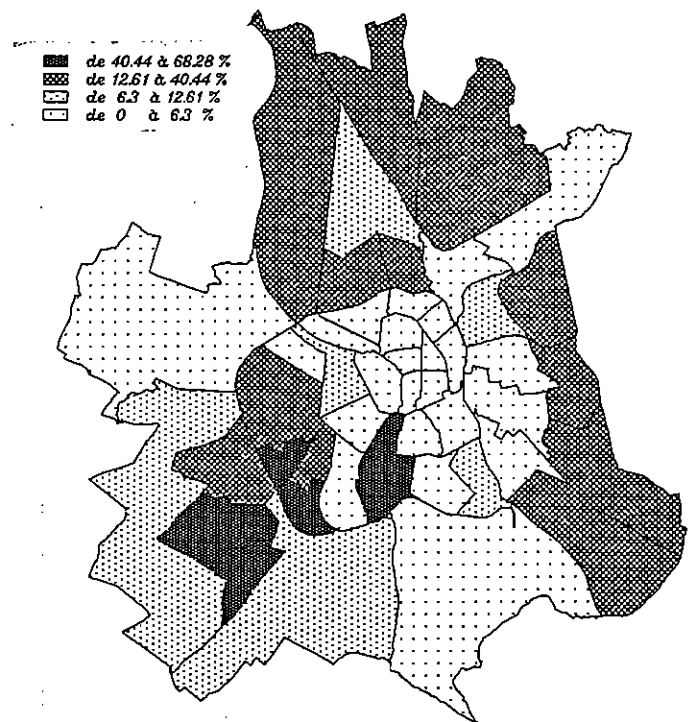 de 40.44 à 68.28 %
de 12.61 à 40.44 %
de 6.3 à 12.61 %
de 0 à 6.3 %